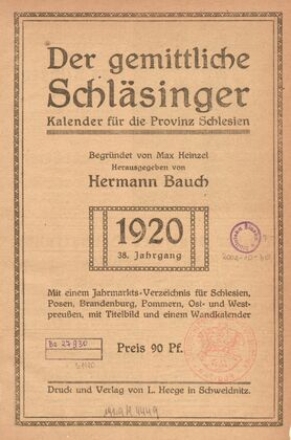 Der gemittliche
Schläsinger
Kalender für die Provinz Schlesien
Begründet von Max Heinzel
Herausgegeben von
Hermann Bauch
1920
38. Jahrgang
Mit einem Jahrmarkts-Verzeichnis für Schlesien,
Posen, Brandenburg, Pommern, Ost- und West-
preußen, mit Titelbild und einem Wandkalender
Preis 90 Pf.
Druck und Verlag von L. Heege in Schweidnitz.